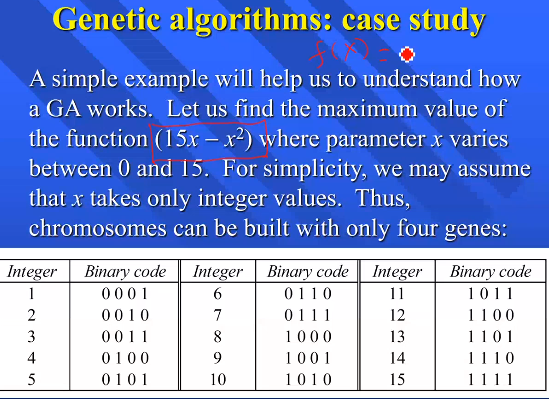 Genetic algorithms: case study
f(x) =
A simple example will help us to understand how
a GA works. Let us find the maximum value of
the function (15x – x²) where parameter x varies
between 0 and 15. For simplicity, we may assume
that x takes only integer values. Thus,
chromosomes can be built with only four genes:
Integer Binary code Integer Binary code Integer Binary code
1 0 0 0 1 6 0 1 1 0 11 1 0 1 1
2 0 0 1 0 7 0 1 1 1 12 1 1 0 0
3 0 0 1 1 8 1 0 0 0 13 1 1 0 1
4 0 1 0 0 9 1 0 0 1 14 1 1 1 0
5 0 1 0 1 10 1 0 1 0 15 1 1 1 1